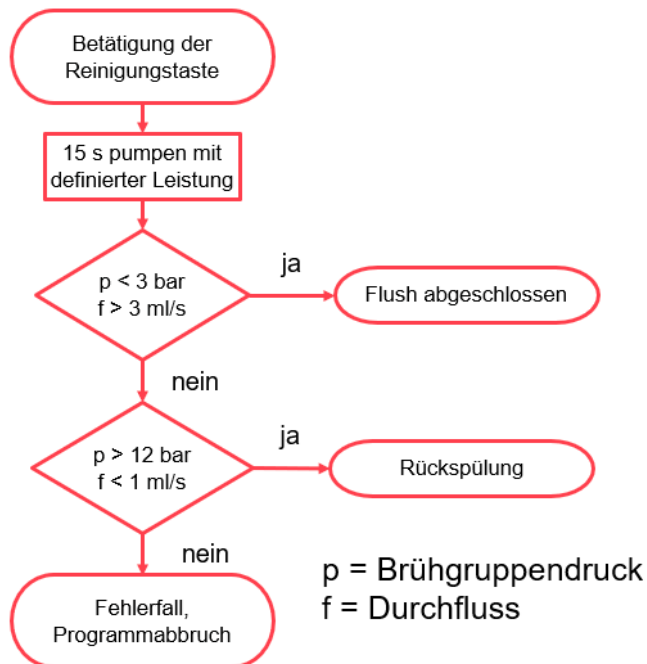 Betätigung der
Reinigungstaste
15 s pumpen mit
definierter Leistung
p < 3 bar
f > 3 ml/s
ja
Flush abgeschlossen
nein
p > 12 bar
f < 1 ml/s
ja
Rückspülung
nein
Fehlerfall,
Programmabbruch
p = Brühgruppendruck
f = Durchfluss